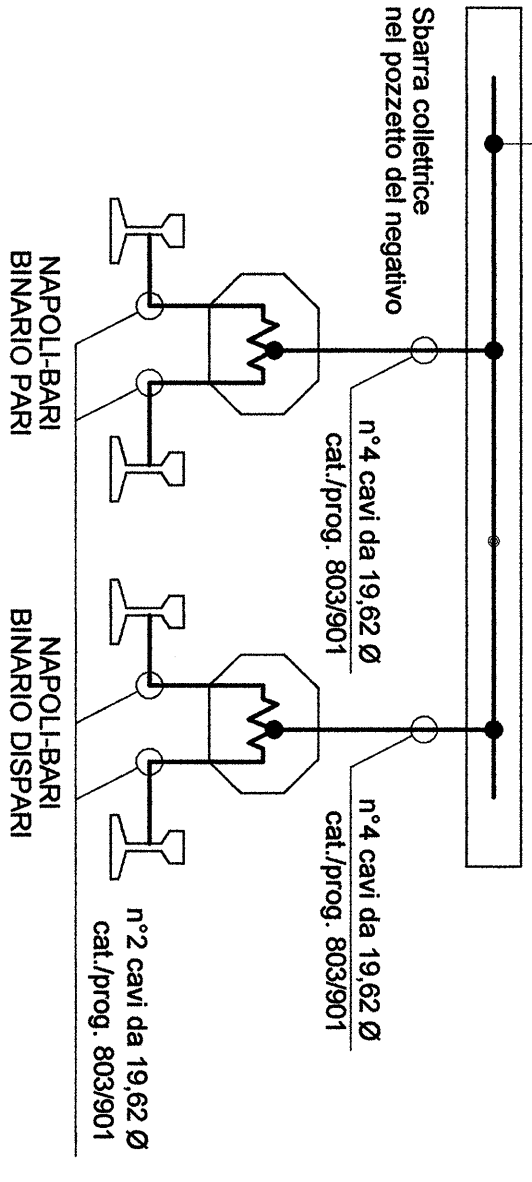 Sbarra collettrice
nel pozzetto del negativo
n°4 cavi da 19,62 Ø
cat./prog. 803/901
n°4 cavi da 19,62 Ø
cat./prog. 803/901
n°2 cavi da 19,62 Ø
cat./prog. 803/901
NAPOLI-BARI
BINARIO PARI
NAPOLI-BARI
BINARIO DISPARI